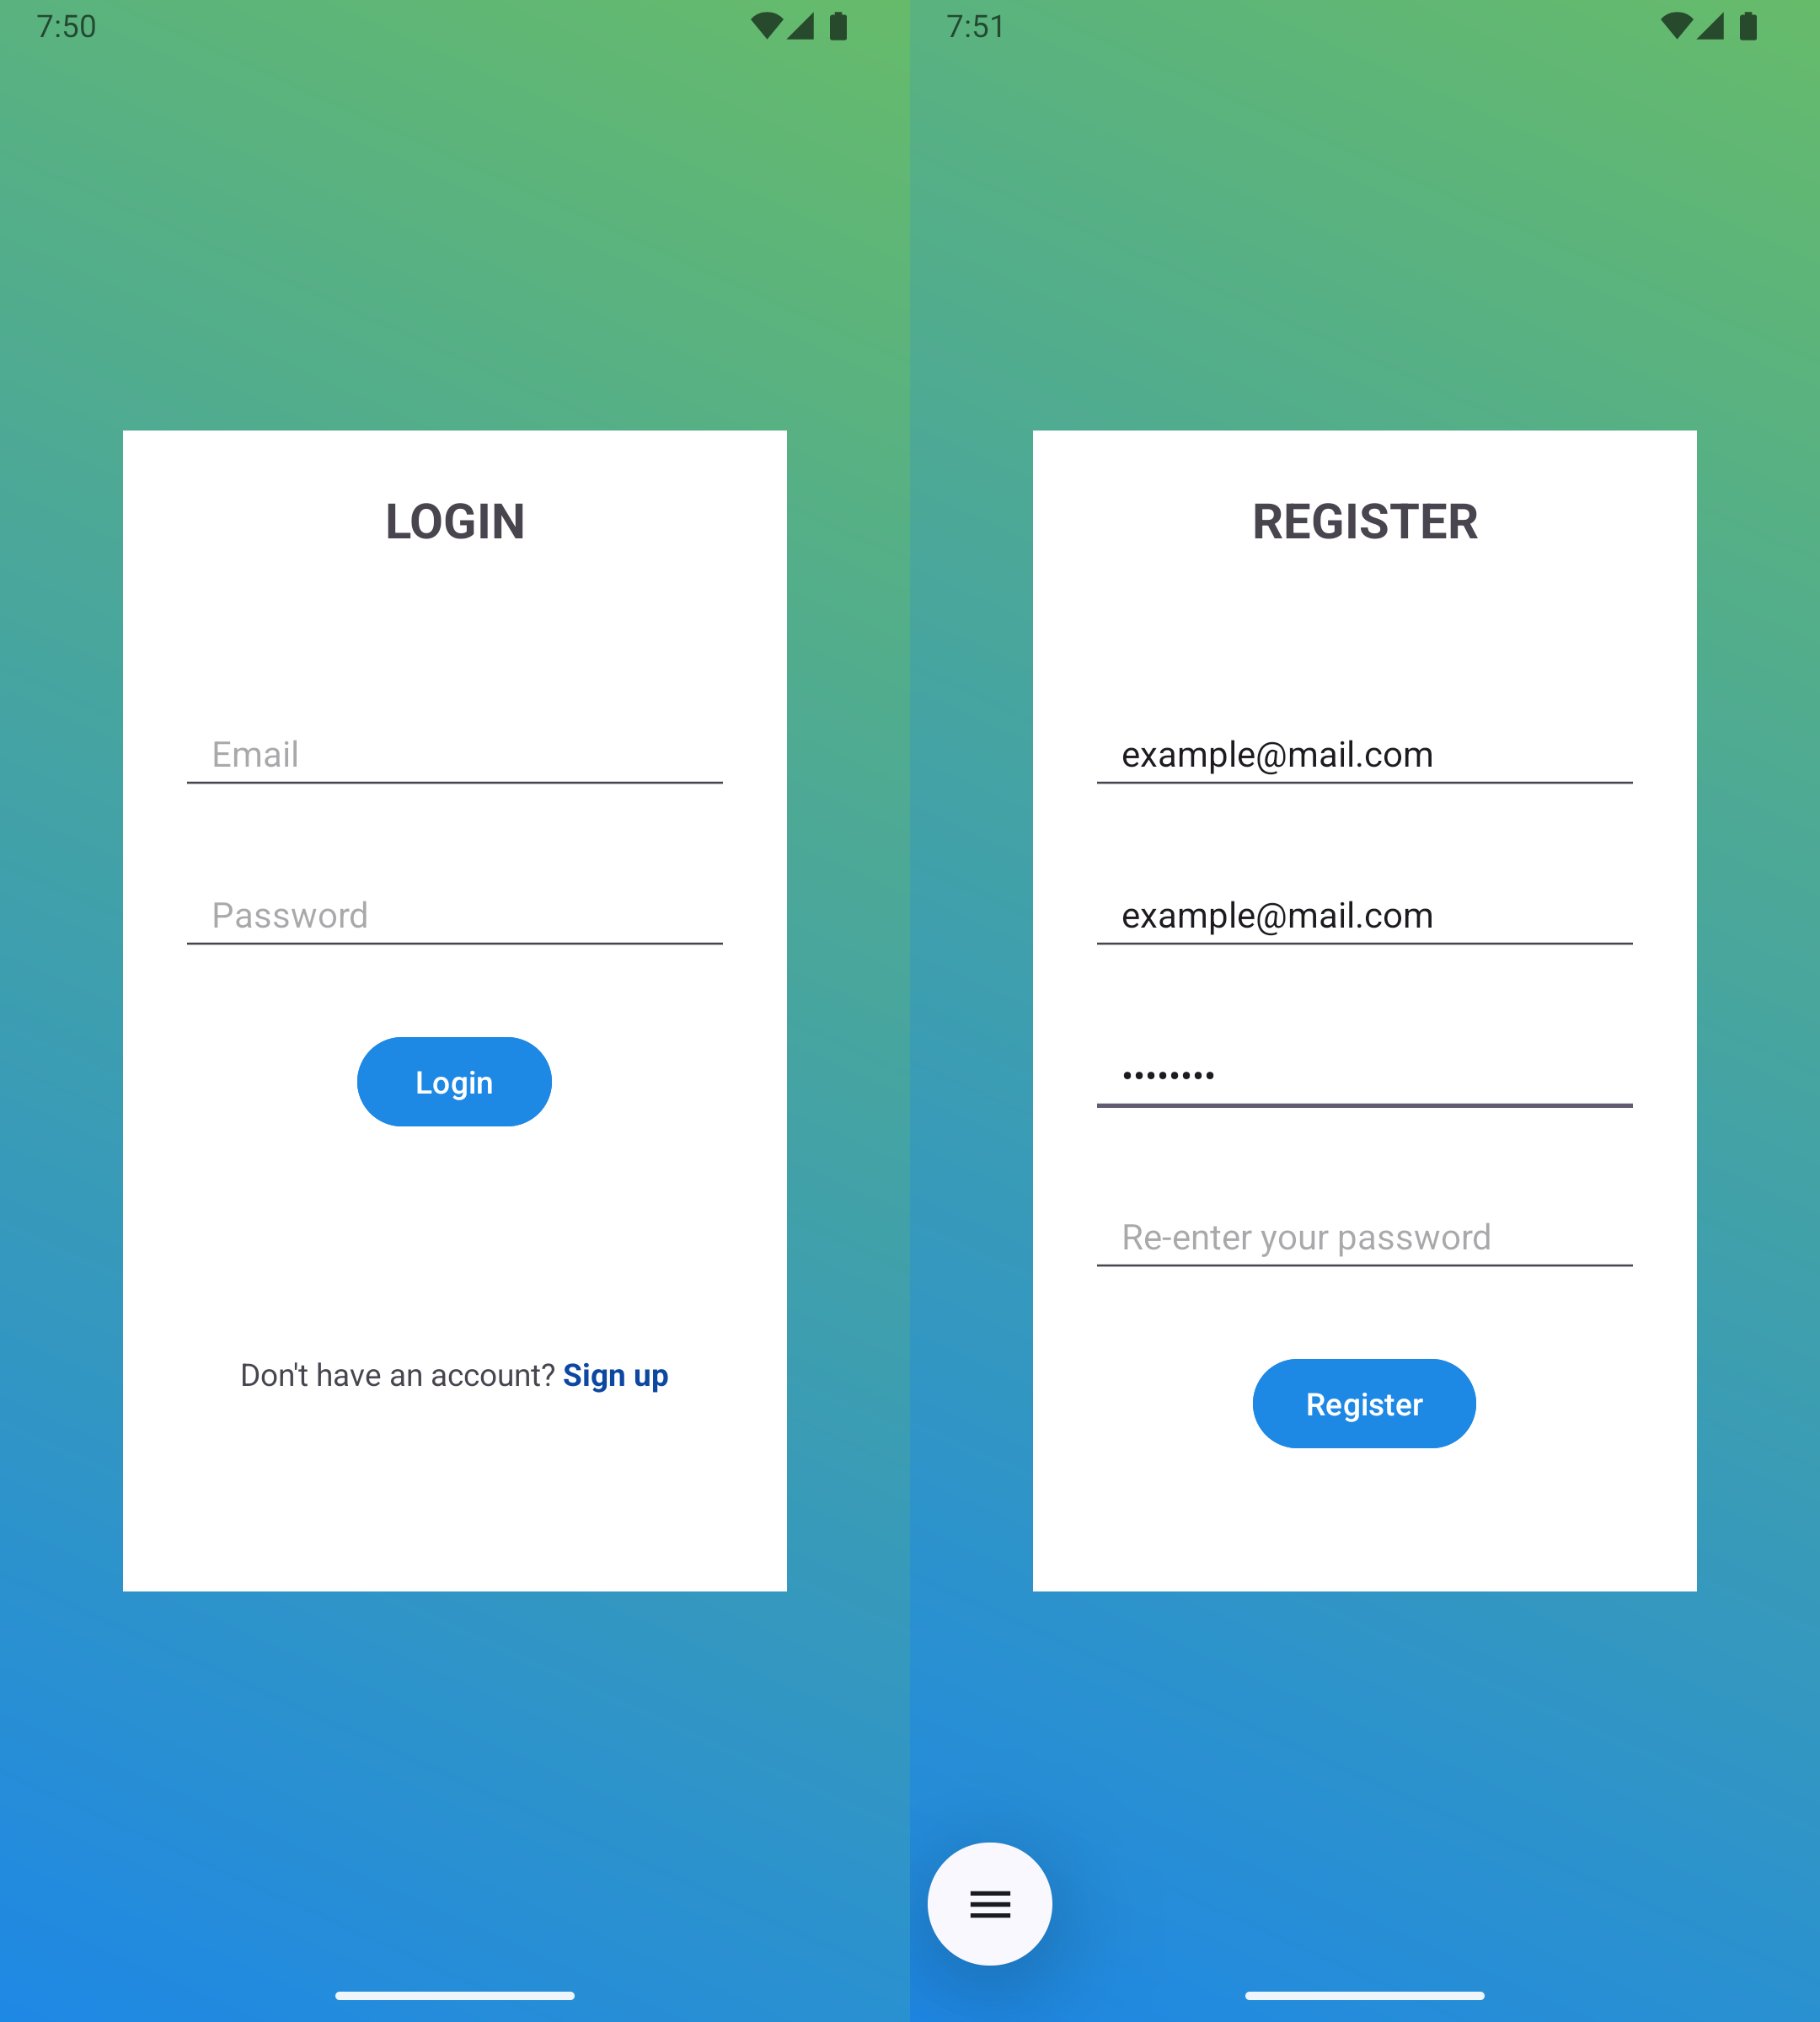 7:50
LOGIN
Email
Password
Login
Don't have an account? Sign up
7:51
REGISTER
example@mail.com
example@mail.com
••••••••
Re-enter your password
Register